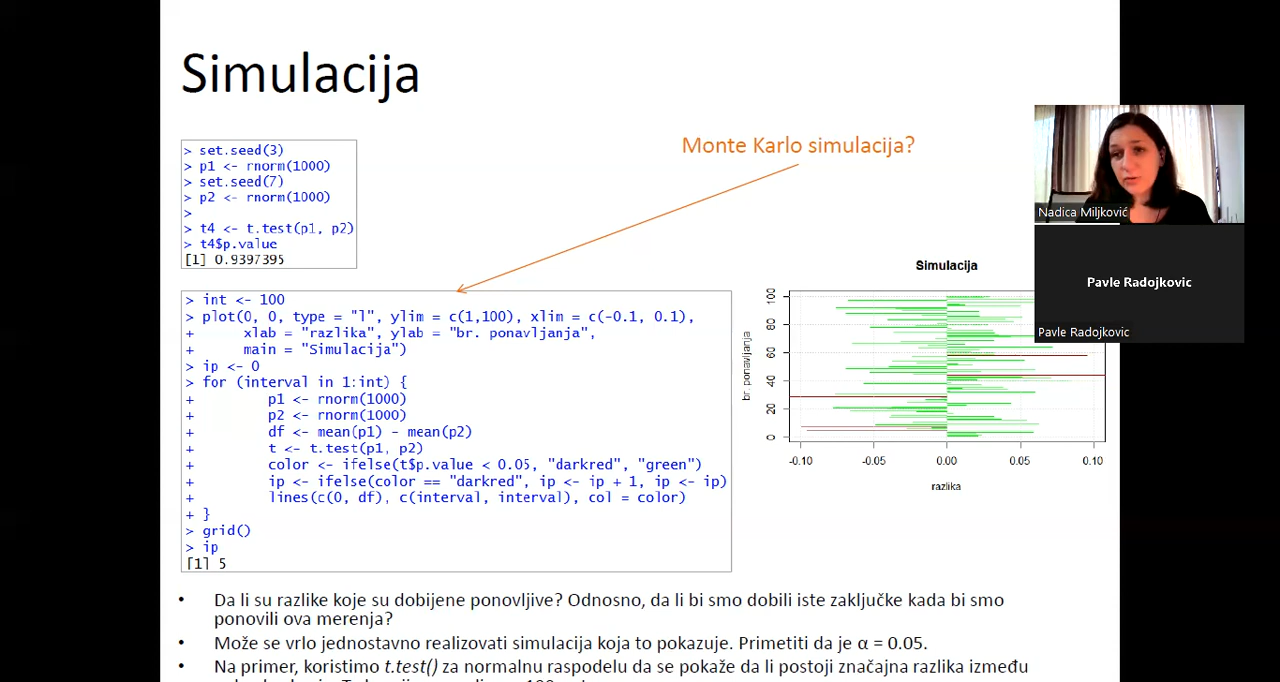 Simulacija
> set.seed(3)
> p1 <- rnorm(1000)
> set.seed(7)
> p2 <- rnorm(1000)
>
> t4 <- t.test(p1, p2)
> t4$p.value
[1] 0.9397395
Monte Karlo simulacija?
> int <- 100
> plot(0, 0, type = "l", ylim = c(1,100), xlim = c(-0.1, 0.1),
+ xlab = "razlika", ylab = "br. ponavljanja",
+ main = "Simulacija")
> ip <- 0
> for (interval in 1:int) {
+ p1 <- rnorm(1000)
+ p2 <- rnorm(1000)
+ df <- mean(p1) - mean(p2)
+ t <- t.test(p1, p2)
+ color <- ifelse(t$p.value < 0.05, "darkred", "green")
+ ip <- ifelse(color == "darkred", ip <- ip + 1, ip <- ip)
+ lines(c(0, df), c(interval, interval), col = color)
+ }
> grid()
> ip
[1] 5
Simulacija
br. ponavljanja
100
80
60
40
20
0
-0.10 -0.05 0.00 0.05 0.10
razlika
Nadica Miljković
Pavle Radojkovic
Pavle Radojkovic
• Da li su razlike koje su dobijene ponovljive? Odnosno, da li bi smo dobili iste zaključke kada bi smo
ponovili ova merenja?
• Može se vrlo jednostavno realizovati simulacija koja to pokazuje. Primetiti da je α = 0.05.
• Na primer, koristimo t.test() za normalnu raspodelu da se pokaže da li postoji značajna razlika između